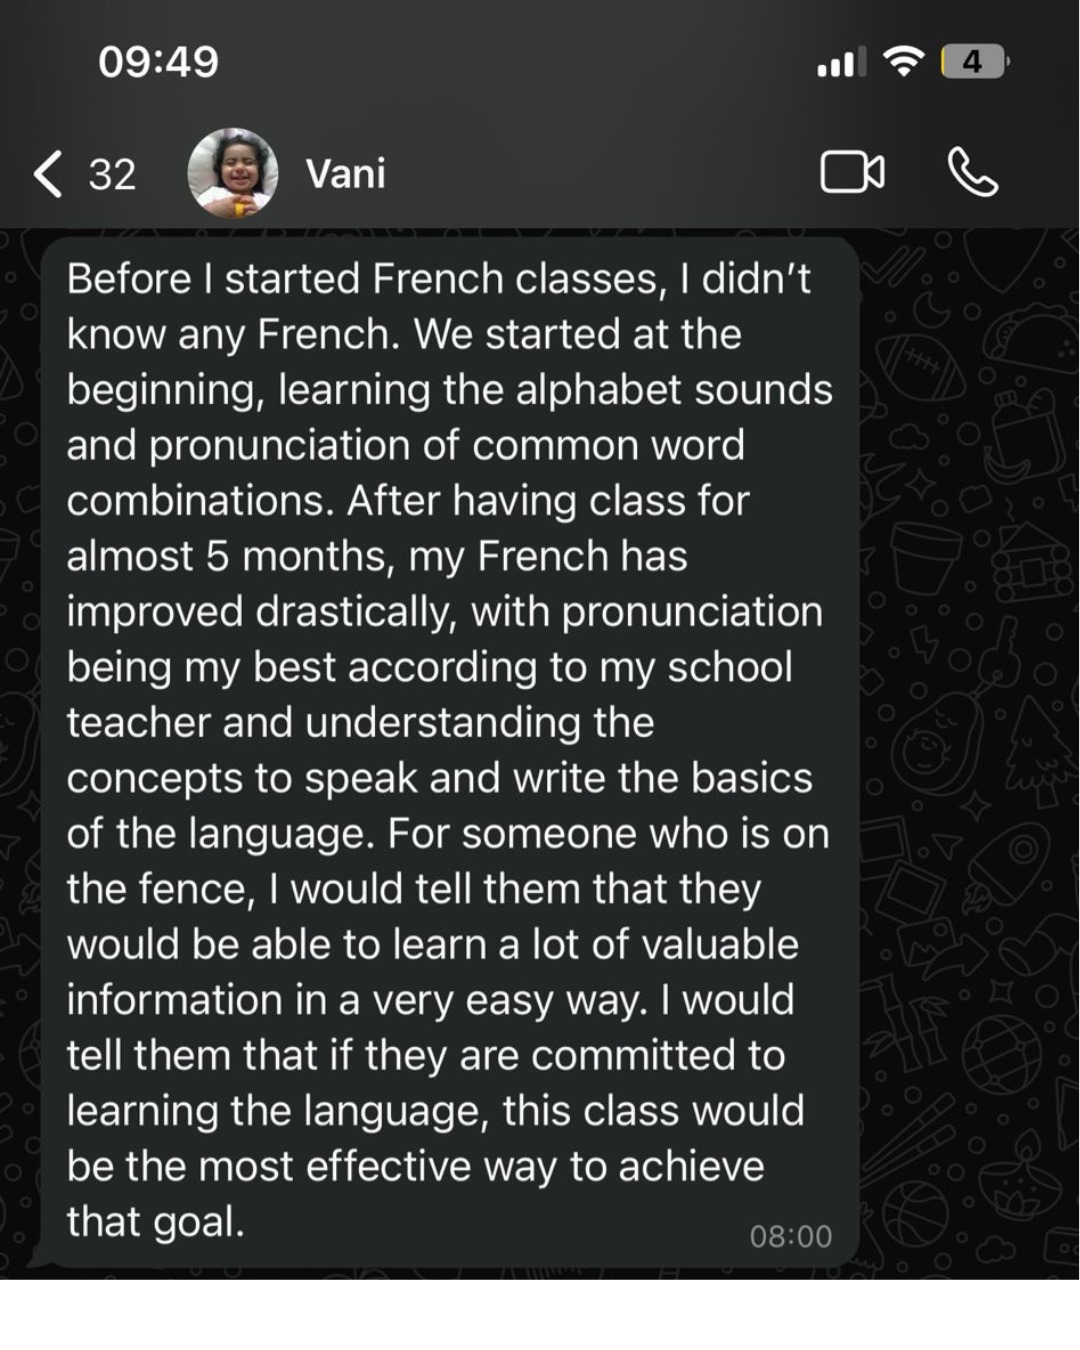 09:49
4
32
Vani
Before I started French classes, I didn’t
know any French. We started at the
beginning, learning the alphabet sounds
and pronunciation of common word
combinations. After having class for
almost 5 months, my French has
improved drastically, with pronunciation
being my best according to my school
teacher and understanding the
concepts to speak and write the basics
of the language. For someone who is on
the fence, I would tell them that they
would be able to learn a lot of valuable
information in a very easy way. I would
tell them that if they are committed to
learning the language, this class would
be the most effective way to achieve
that goal.
08:00